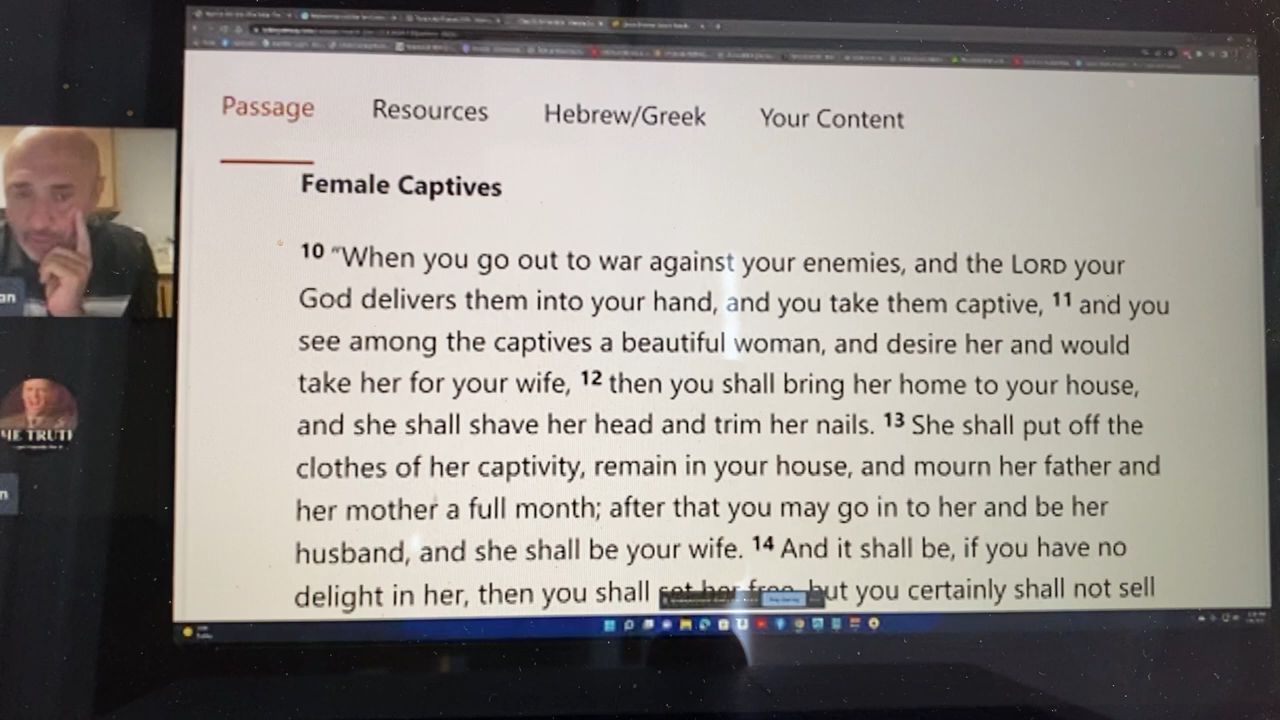 Passage Resources Hebrew/Greek Your Content
Female Captives
10 “When you go out to war against your enemies, and the LORD your
God delivers them into your hand, and you take them captive, 11 and you
see among the captives a beautiful woman, and desire her and would
take her for your wife, 12 then you shall bring her home to your house,
and she shall shave her head and trim her nails. 13 She shall put off the
clothes of her captivity, remain in your house, and mourn her father and
her mother a full month; after that you may go in to her and be her
husband, and she shall be your wife. 14 And it shall be, if you have no
delight in her, then you shall set her free, but you certainly shall not sell
an
HE TRUT
n